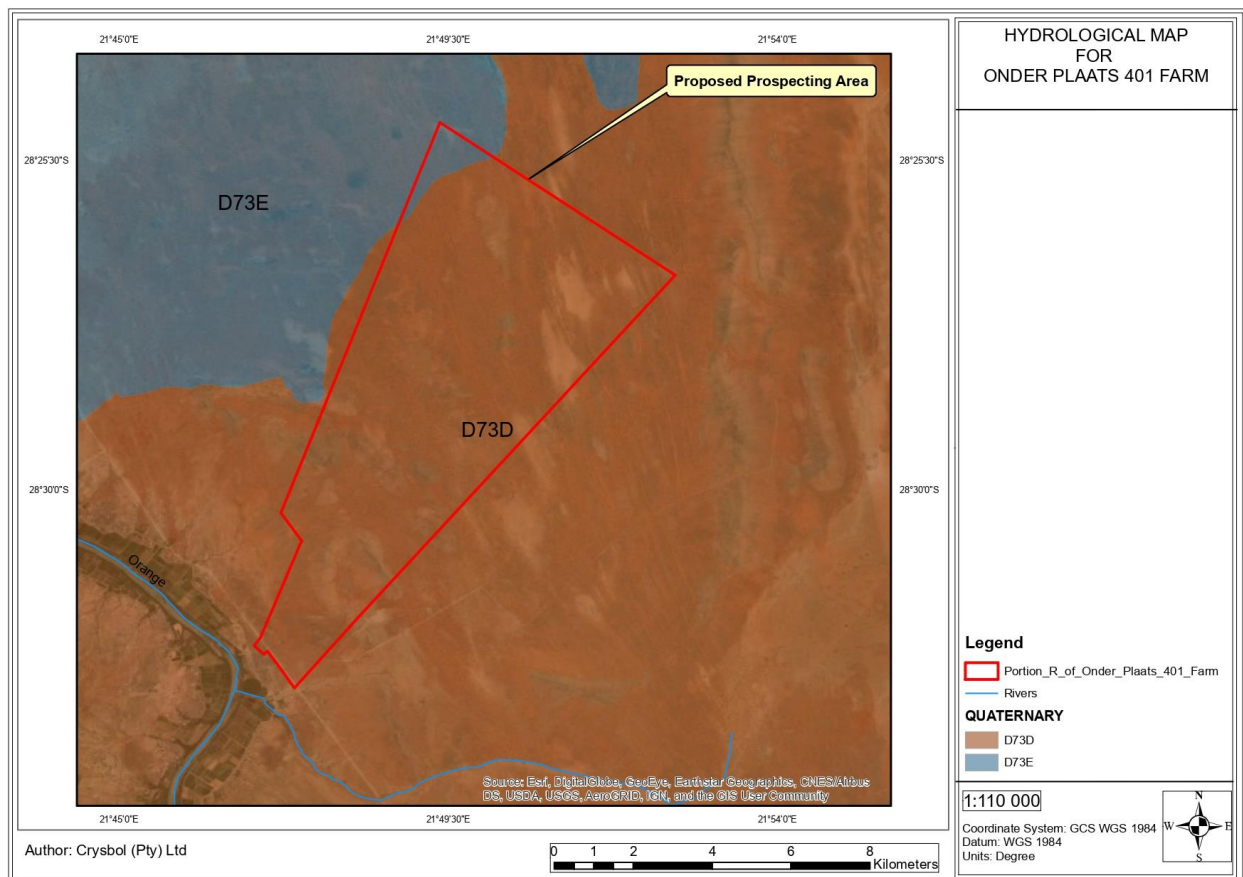 21°45'0"E 21°49'30"E 21°54'0"E
HYDROLOGICAL MAP
FOR
ONDER PLAATS 401 FARM
Proposed Prospecting Area
28°25'30"S 28°25'30"S
D73E
D73D
28°30'0"S 28°30'0"S
Orange
Legend
Portion_R_of_Onder_Plaats_401_Farm
Rivers
QUATERNARY
D73D
D73E
Source: Esri, DigitalGlobe, GeoEye, Earthstar Geographics, CNES/Airbus
DS, USDA, USGS, AeroGRID, IGN, and the GIS User Community
21°45'0"E 21°49'30"E 21°54'0"E
1:110 000
Coordinate System: GCS WGS 1984
Datum: WGS 1984
Units: Degree
N
W E
S
Author: Crysbol (Pty) Ltd
0 1 2 4 6 8
Kilometers